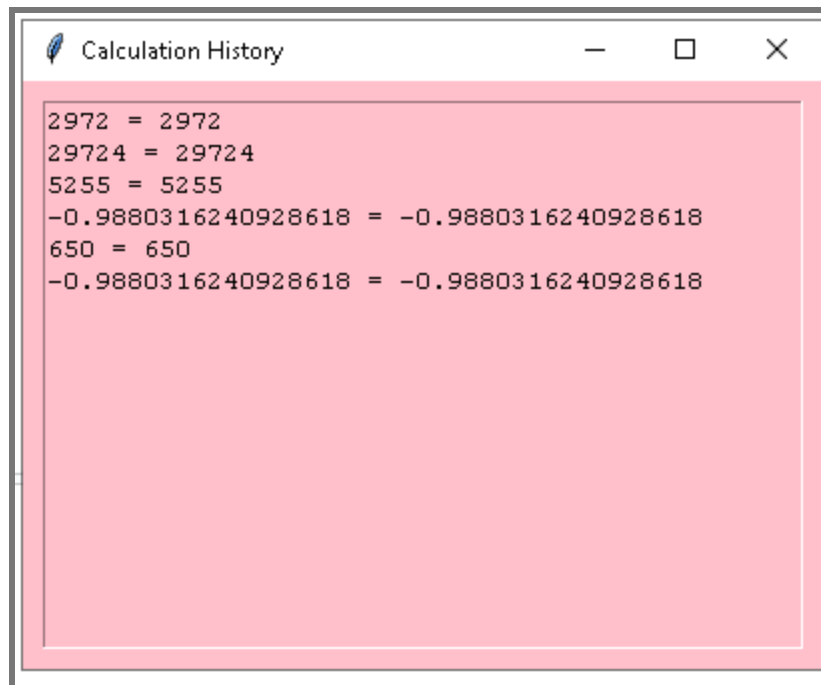 Calculation History
2972 = 2972
29724 = 29724
5255 = 5255
-0.9880316240928618 = -0.9880316240928618
650 = 650
-0.9880316240928618 = -0.9880316240928618